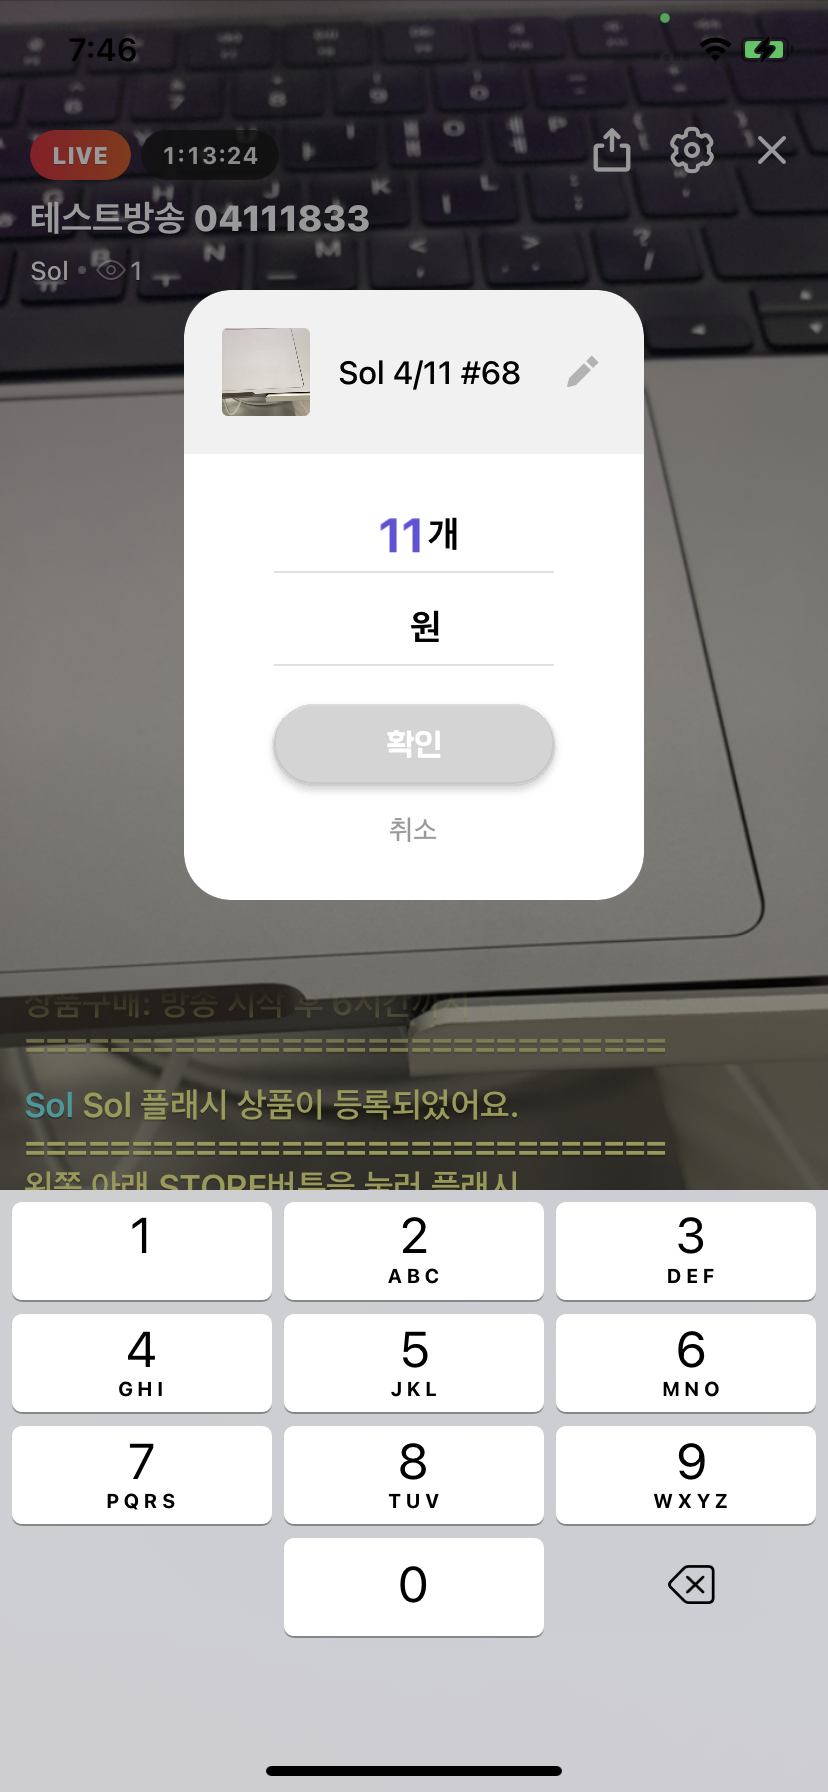 7:46
LIVE 1:13:24
테스트방송 04111833
Sol • 1
Sol 4/11 #68
11개
원
확인
취소
상품구매: 방송 시작 후 6시간까지
==============================
Sol Sol 플래시 상품이 등록되었어요.
==============================
왼쪽 아래 STORE버튼을 눌러 플래시
1 2 3
ABC DEF
4 5 6
GHI JKL MNO
7 8 9
PQRS TUV WXYZ
0